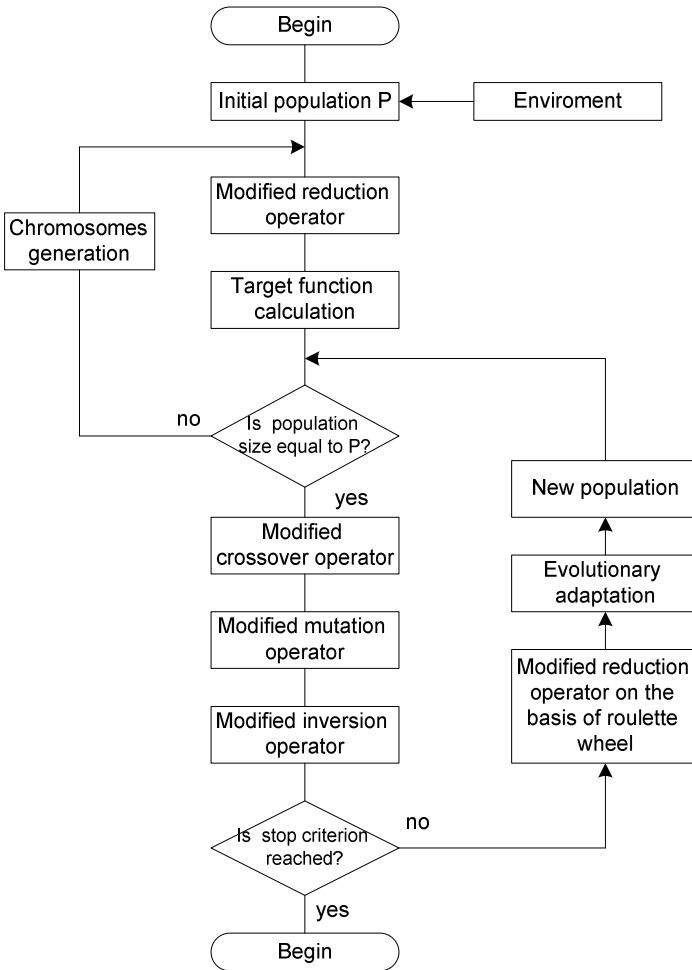 Begin
Initial population P
Enviroment
Modified reduction
operator
Chromosomes
generation
Target function
calculation
no
Is population
size equal to P?
yes
New population
Modified
crossover operator
Evolutionary
adaptation
Modified mutation
operator
Modified reduction
operator on the
basis of roulette
wheel
Modified inversion
operator
no
Is stop criterion
reached?
yes
Begin